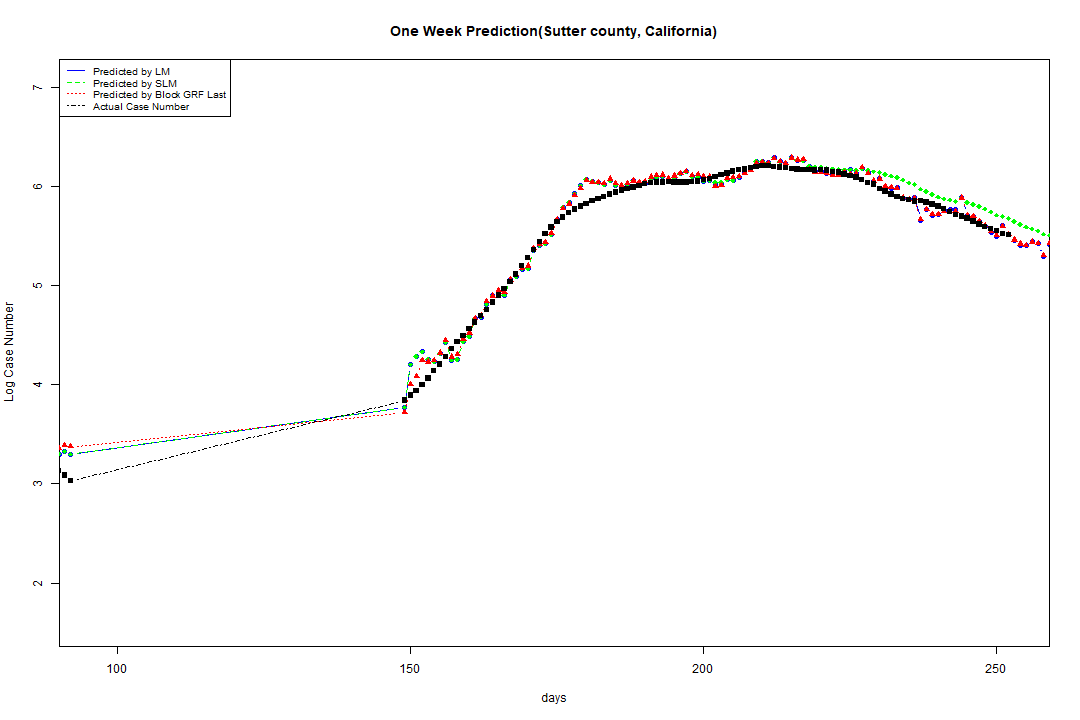 One Week Prediction(Sutter county, California)
Predicted by LM
Predicted by SLM
Predicted by Block GRF Last
Actual Case Number
7
6
5
4
3
2
Log Case Number
100 150 200 250
days